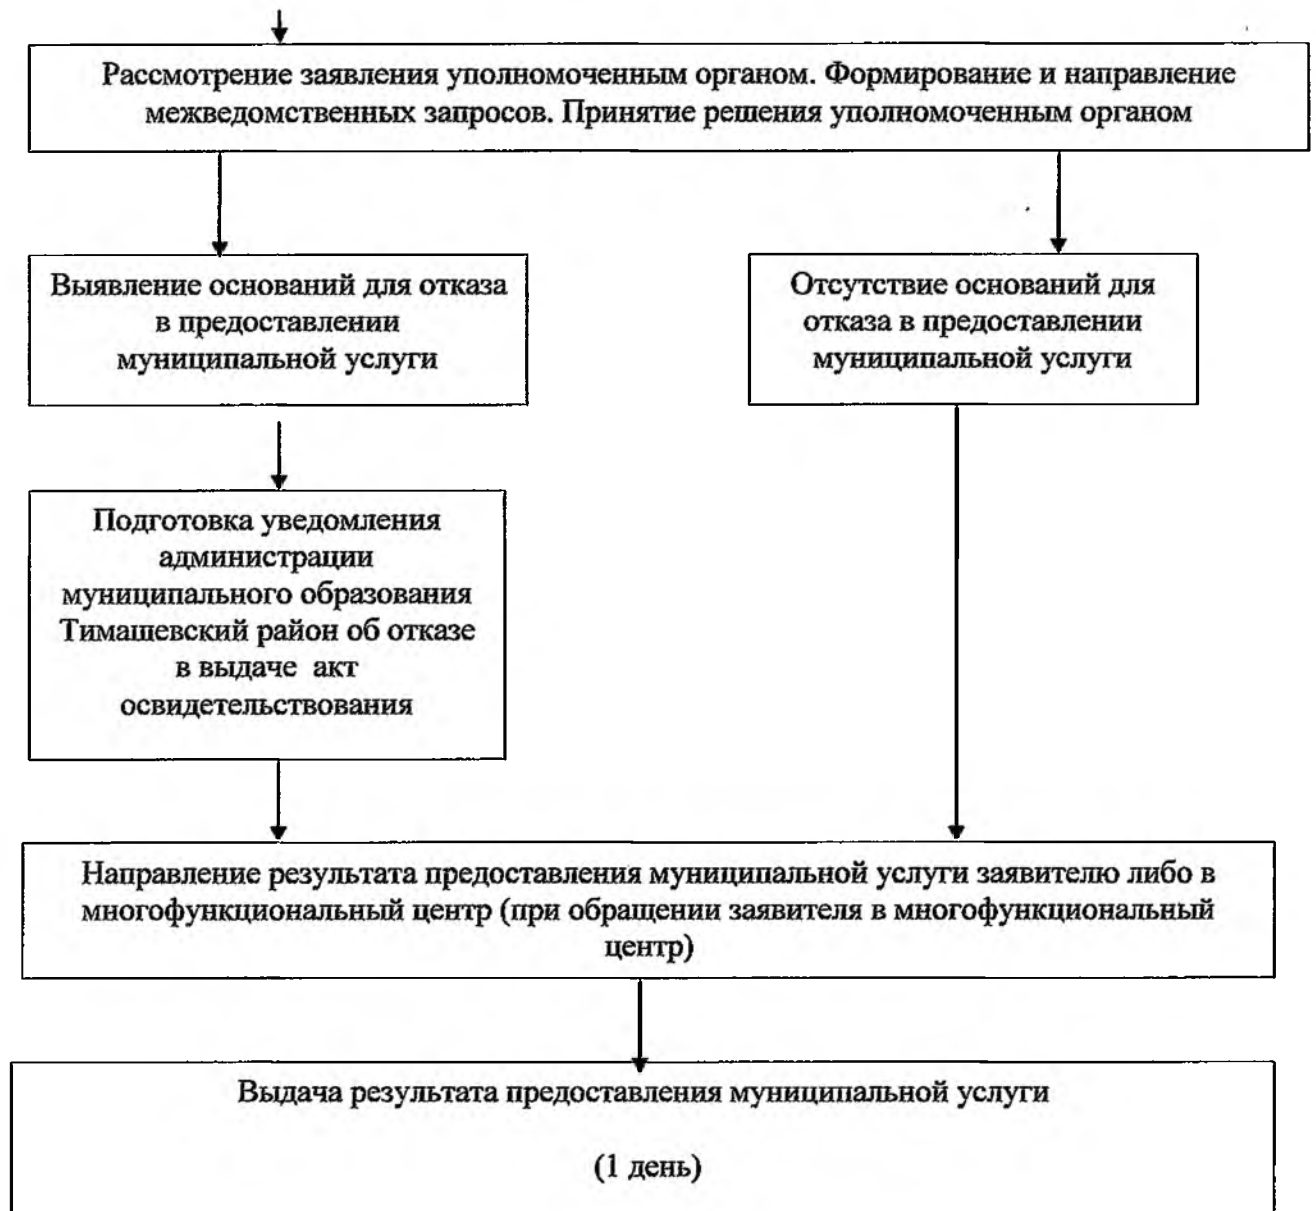 Рассмотрение заявления уполномоченным органом. Формирование и направление
межведомственных запросов. Принятие решения уполномоченным органом
Выявление оснований для отказа
в предоставлении
муниципальной услуги
Отсутствие оснований для
отказа в предоставлении
муниципальной услуги
Подготовка уведомления
администрации
муниципального образования
Тимашевский район об отказе
в выдаче акт
освидетельствования
Направление результата предоставления муниципальной услуги заявителю либо в
многофункциональный центр (при обращении заявителя в многофункциональный
центр)
Выдача результата предоставления муниципальной услуги
(1 день)